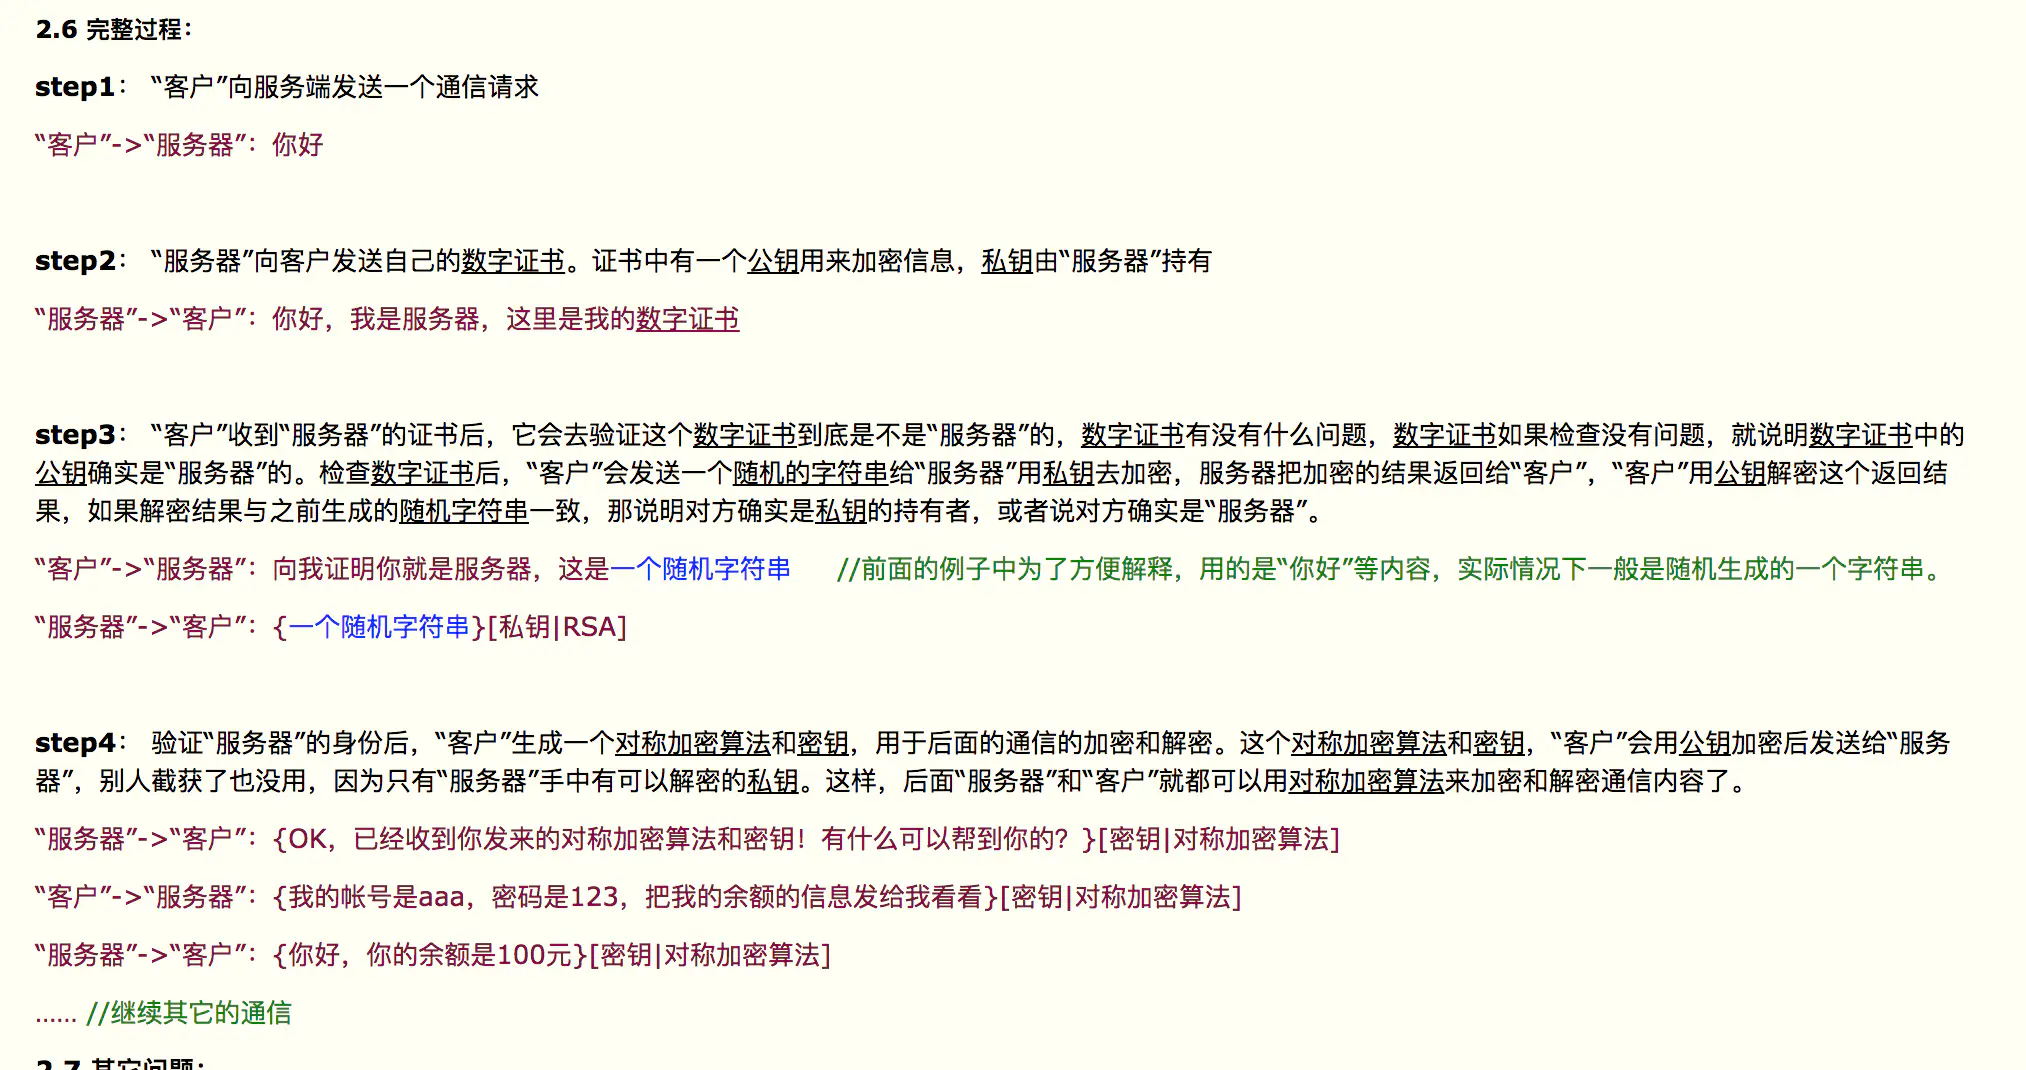 2.6 完整过程：
step1： “客户”向服务端发送一个通信请求
“客户”->“服务器”：你好
step2： “服务器”向客户发送自己的数字证书。证书中有一个公钥用来加密信息，私钥由“服务器”持有
“服务器”->“客户”：你好，我是服务器，这里是我的数字证书
step3： “客户”收到“服务器”的证书后，它会去验证这个数字证书到底是不是“服务器”的，数字证书有没有什么问题，数字证书如果检查没有问题，就说明数字证书中的
公钥确实是“服务器”的。检查数字证书后，“客户”会发送一个随机的字符串给“服务器”用私钥去加密，服务器把加密的结果返回给“客户”，“客户”用公钥解密这个返回结
果，如果解密结果与之前生成的随机字符串一致，那说明对方确实是私钥的持有者，或者说对方确实是“服务器”。
“客户”->“服务器”：向我证明你就是服务器，这是一个随机字符串 //前面的例子中为了方便解释，用的是“你好”等内容，实际情况下一般是随机生成的一个字符串。
“服务器”->“客户”：{一个随机字符串}[私钥|RSA]
step4： 验证“服务器”的身份后，“客户”生成一个对称加密算法和密钥，用于后面的通信的加密和解密。这个对称加密算法和密钥，“客户”会用公钥加密后发送给“服务
器”，别人截获了也没用，因为只有“服务器”手中有可以解密的私钥。这样，后面“服务器”和“客户”就都可以用对称加密算法来加密和解密通信内容了。
“服务器”->“客户”：{OK，已经收到你发来的对称加密算法和密钥！有什么可以帮到你的？}[密钥|对称加密算法]
“客户”->“服务器”：{我的帐号是aaa，密码是123，把我的余额的信息发给我看看}[密钥|对称加密算法]
“服务器”->“客户”：{你好，你的余额是100元}[密钥|对称加密算法]
…… //继续其它的通信
2.7 其它问题：